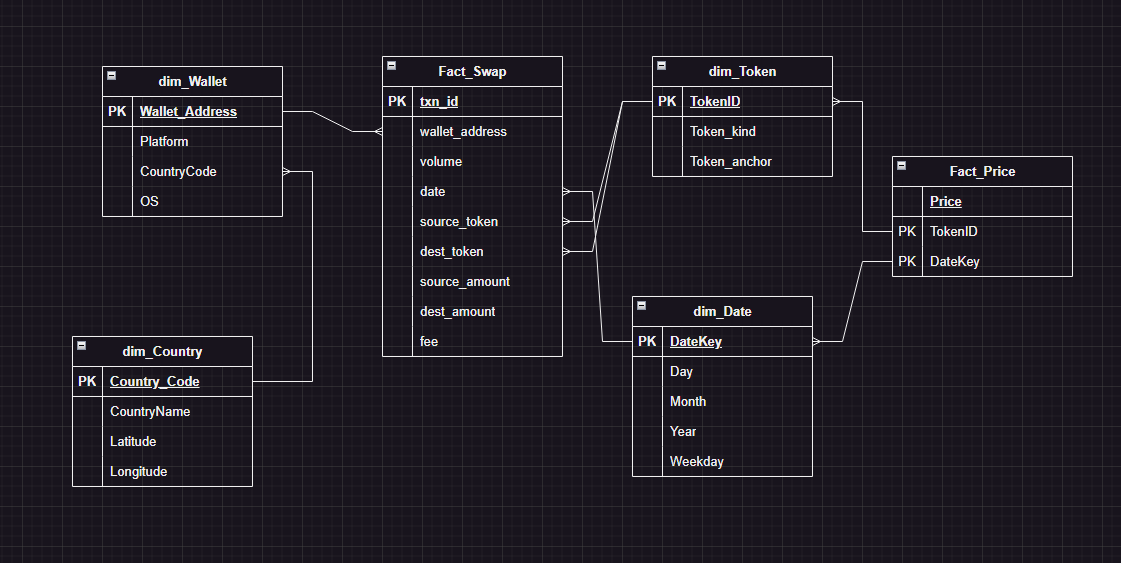 dim_Wallet
PK Wallet_Address
Platform
CountryCode
OS
Fact_Swap
PK txn_id
wallet_address
volume
date
source_token
dest_token
source_amount
dest_amount
fee
dim_Token
PK TokenID
Token_kind
Token_anchor
Fact_Price
Price
PK TokenID
PK DateKey
dim_Date
PK DateKey
Day
Month
Year
Weekday
dim_Country
PK Country_Code
CountryName
Latitude
Longitude